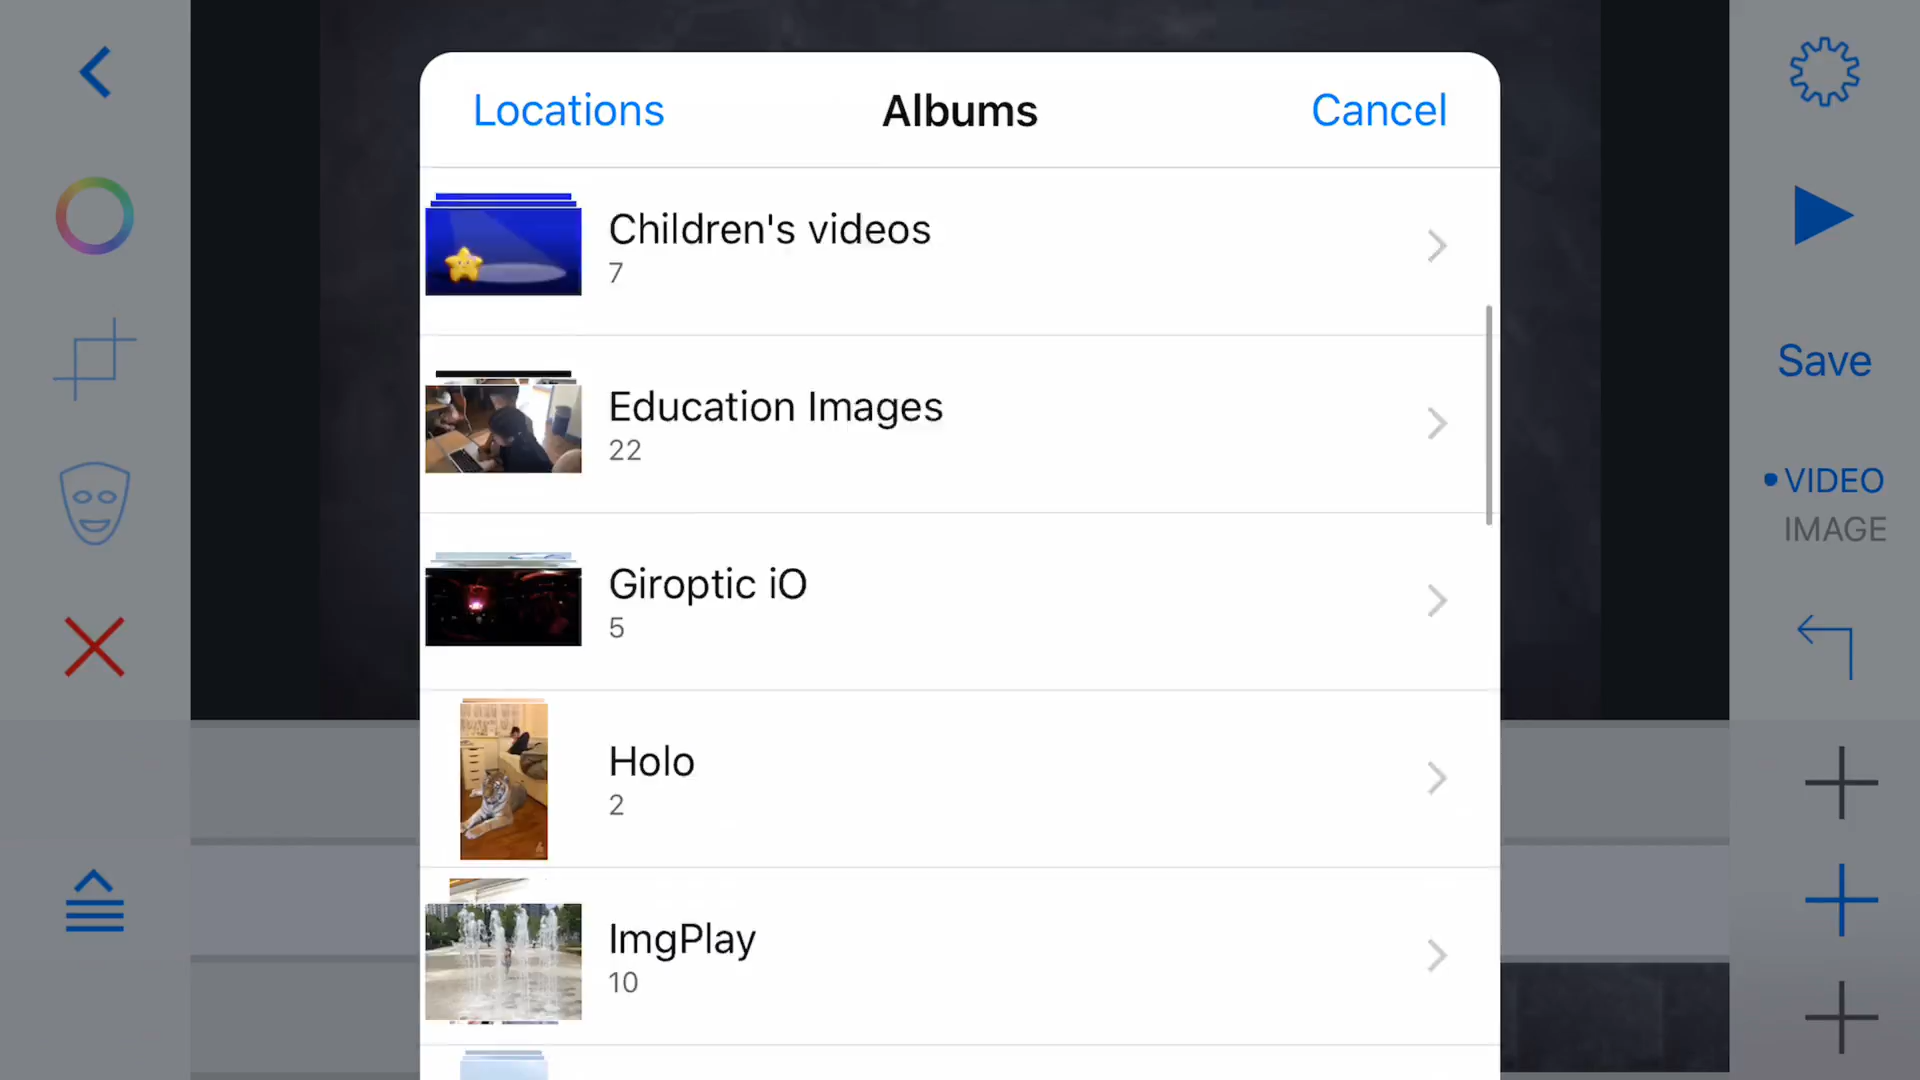 Locations
Albums
Cancel
Children's videos
7
Education Images
22
Giroptic iO
5
Holo
2
ImgPlay
10
Save
VIDEO
IMAGE